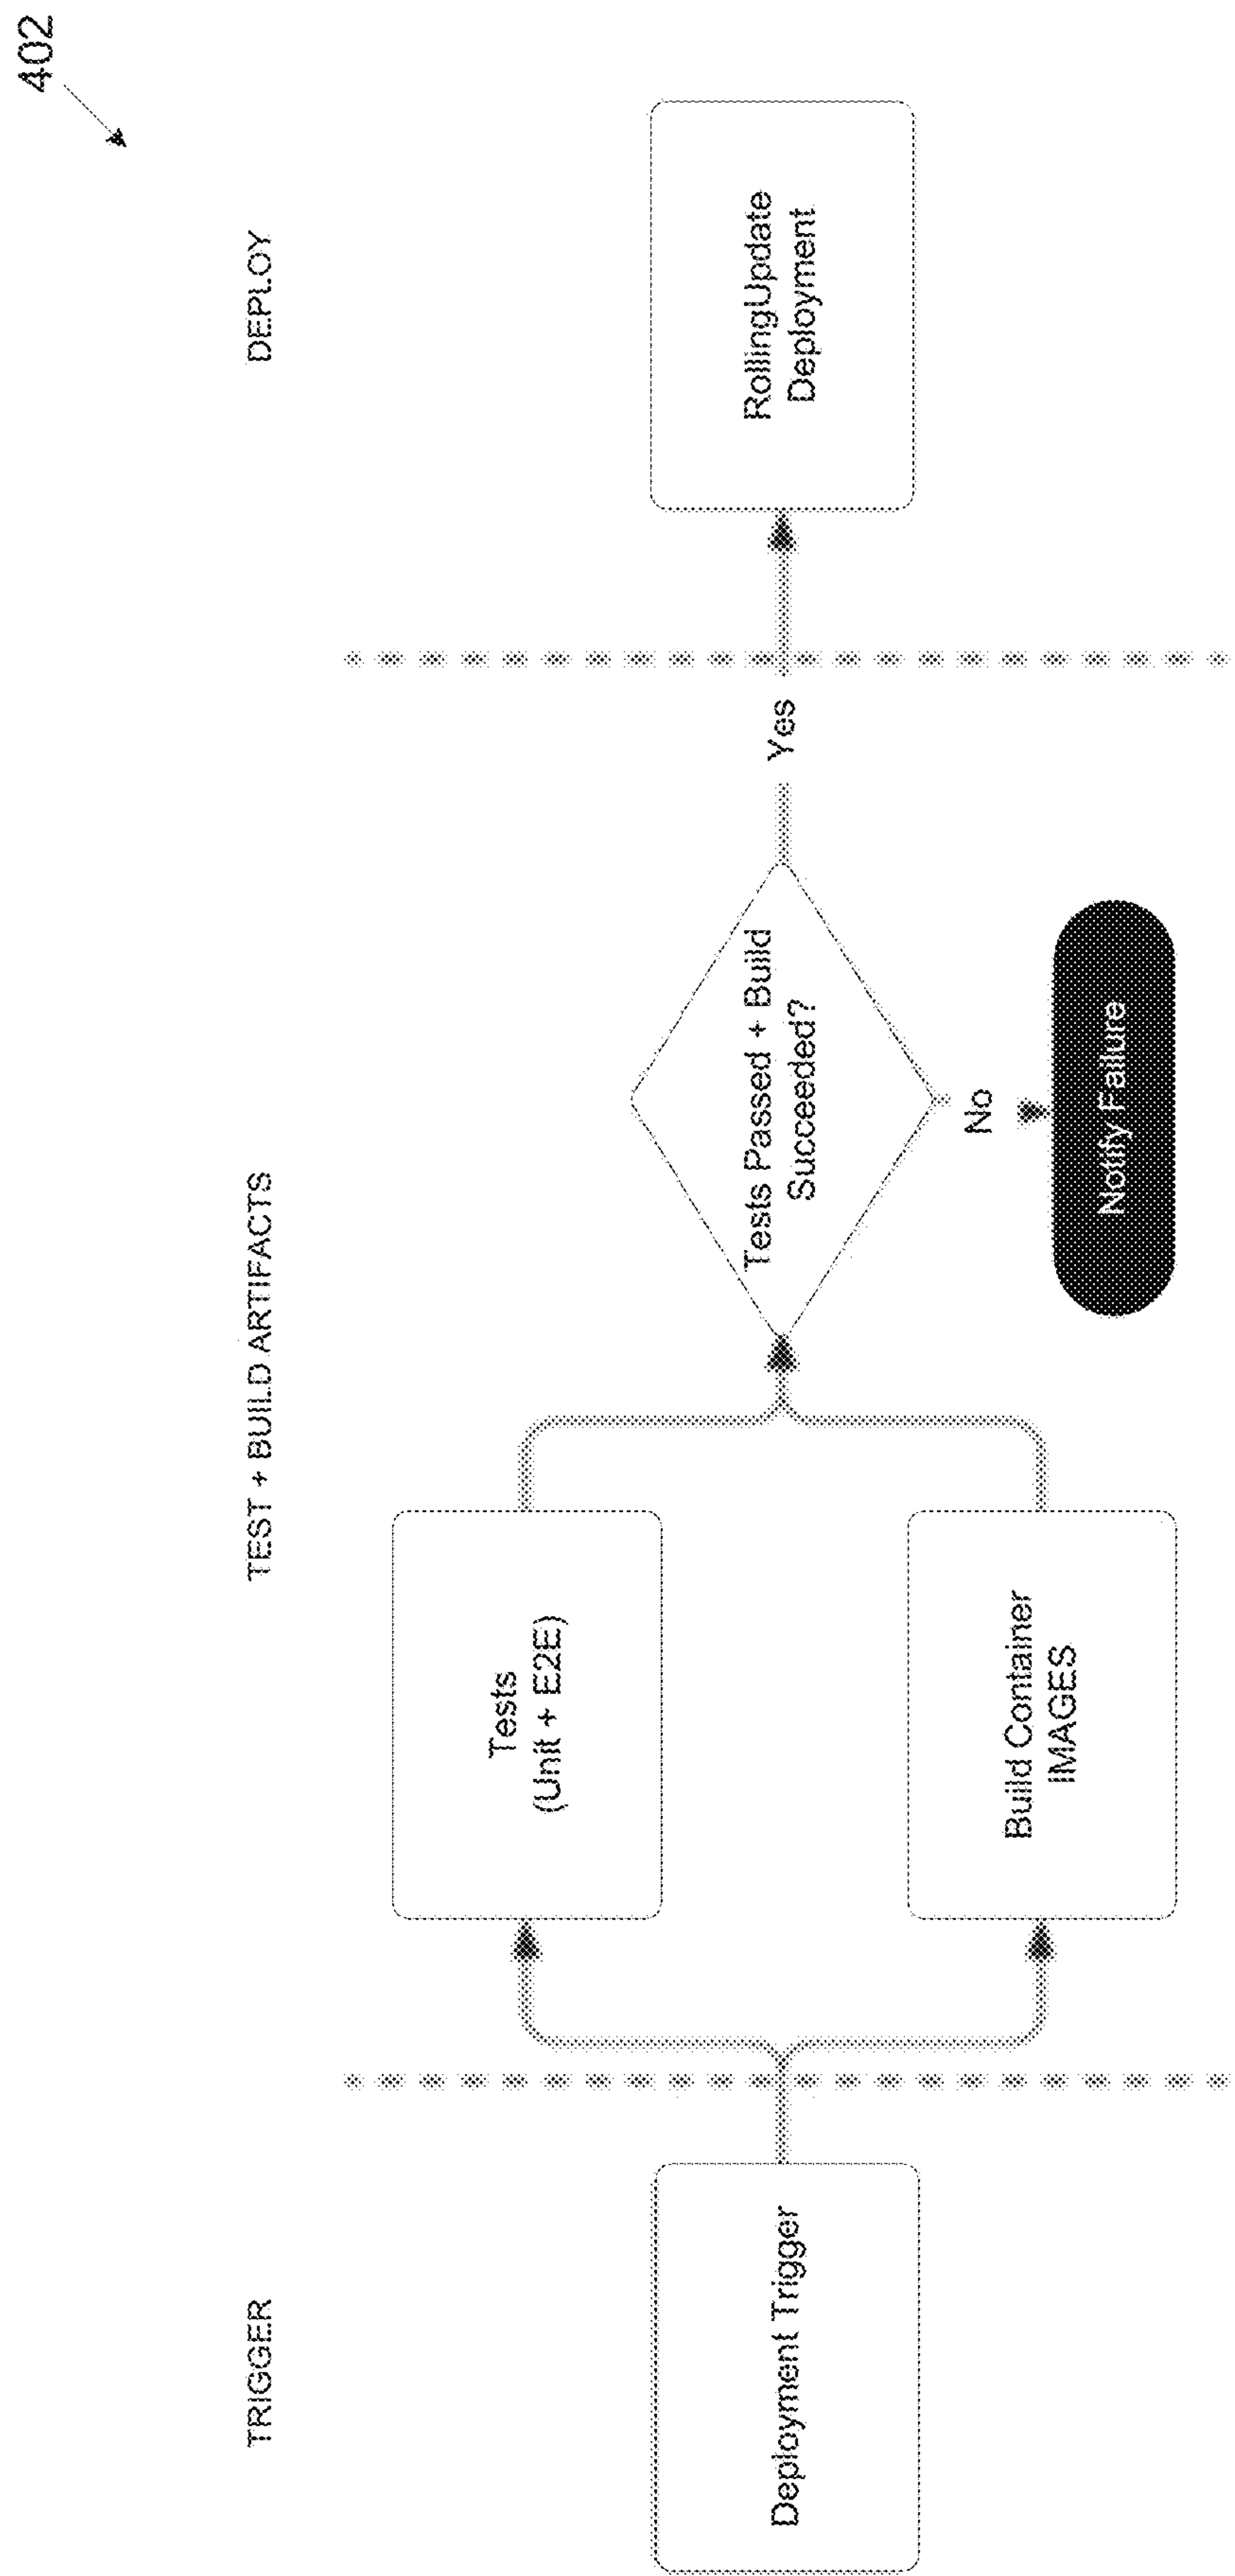 402
TRIGGER
TEST + BUILD ARTIFACTS
DEPLOY
Deployment Trigger
Tests
(Unit + E2E)
Build Container
IMAGES
Tests Passed + Build
Succeeded?
Yes
No
Notify Failure
RollingUpdate
Deployment